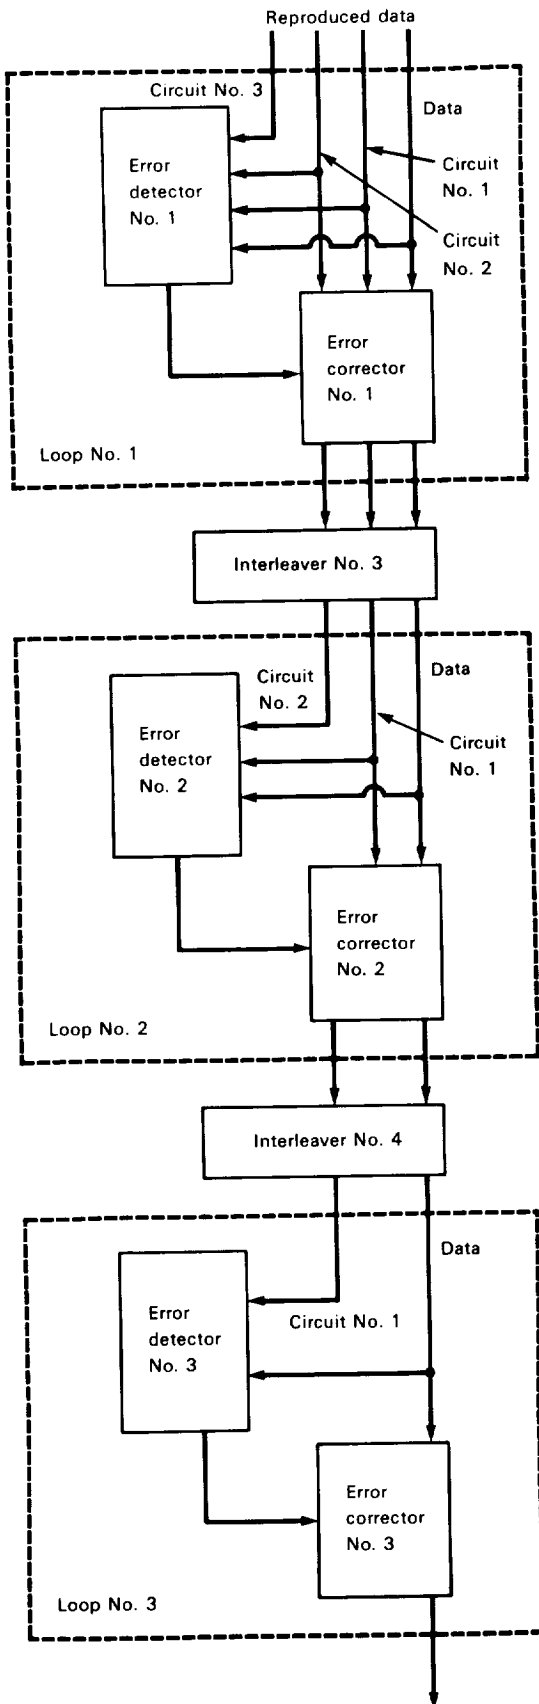 Reproduced data
Circuit No. 3
Data
Error
detector
No. 1
Circuit
No. 1
Circuit
No. 2
Error
corrector
No. 1
Loop No. 1
Interleaver No. 3
Circuit
No. 2
Data
Error
detector
No. 2
Circuit
No. 1
Error
corrector
No. 2
Loop No. 2
Interleaver No. 4
Data
Error
detector
No. 3
Circuit No. 1
Error
corrector
No. 3
Loop No. 3